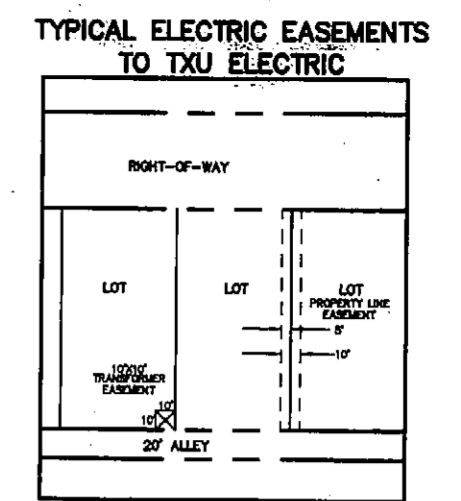 TYPICAL ELECTRIC EASEMENTS
TO TXU ELECTRIC
RIGHT-OF-WAY
LOT
LOT
LOT
PROPERTY LINE
EASEMENT
5'
10'
10'X10'
TRANSFORMER
EASEMENT
10'
10'
20' ALLEY